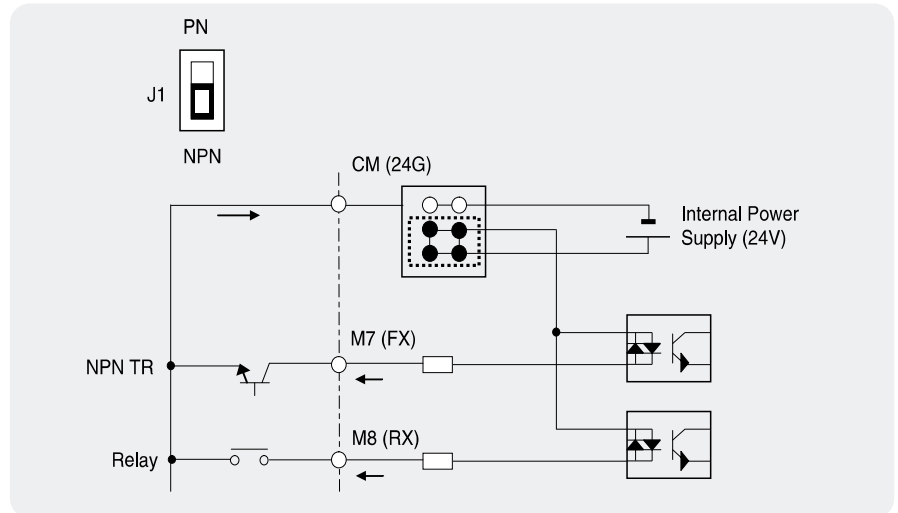 PN
J1
NPN
CM (24G)
Internal Power
Supply (24V)
M7 (FX)
NPN TR
M8 (RX)
Relay